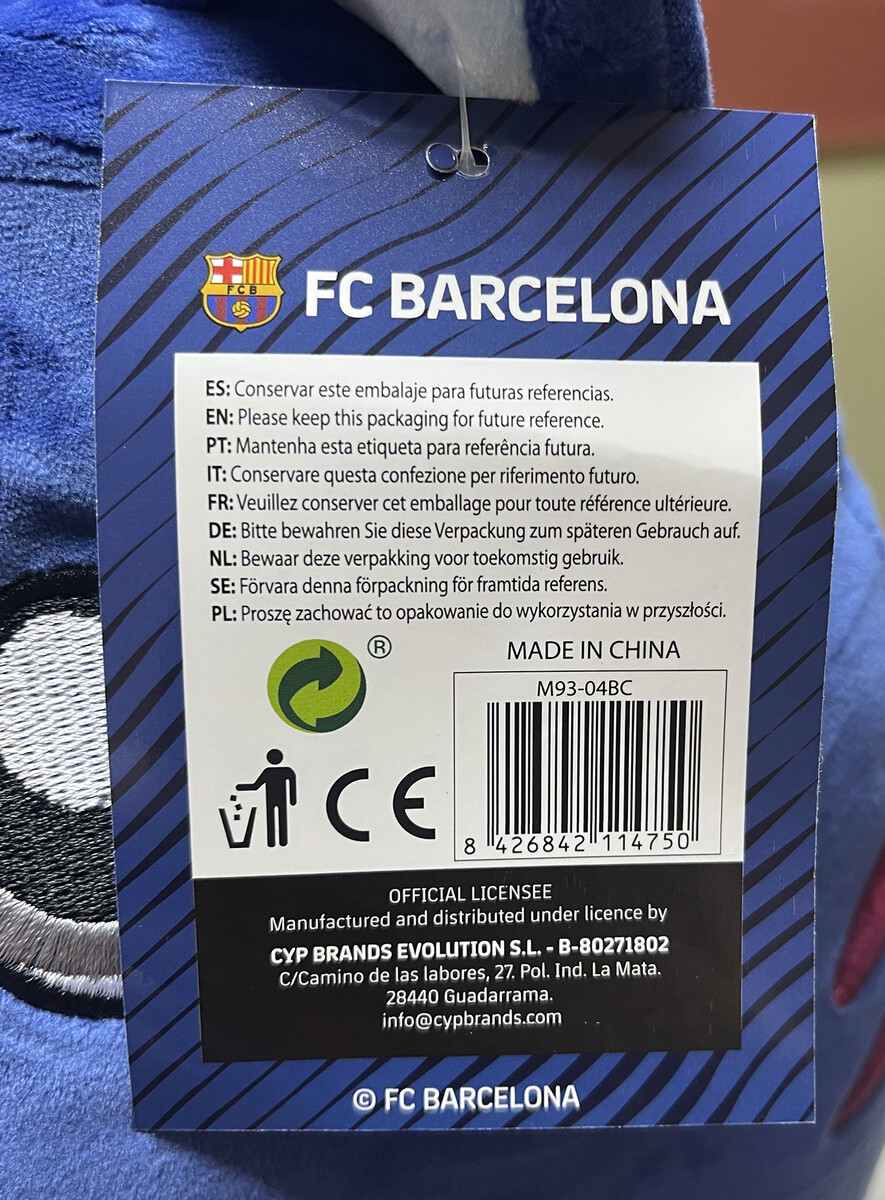 FCB
FC BARCELONA
ES: Conservar este embalaje para futuras referencias.
EN: Please keep this packaging for future reference.
PT: Mantenha esta etiqueta para referência futura.
IT: Conservare questa confezione per riferimento futuro.
FR: Veuillez conserver cet emballage pour toute référence ultérieure.
DE: Bitte bewahren Sie diese Verpackung zum späteren Gebrauch auf.
NL: Bewaar deze verpakking voor toekomstig gebruik.
SE: Förvara denna förpackning för framtida referens.
PL: Proszę zachować to opakowanie do wykorzystania w przyszłości.
®
MADE IN CHINA
M93-04BC
CE
8 426842 114750
OFFICIAL LICENSEE
Manufactured and distributed under licence by
CYP BRANDS EVOLUTION S.L. - B-80271802
C/Camino de las labores, 27. Pol. Ind. La Mata.
28440 Guadarrama.
info@cypbrands.com
© FC BARCELONA